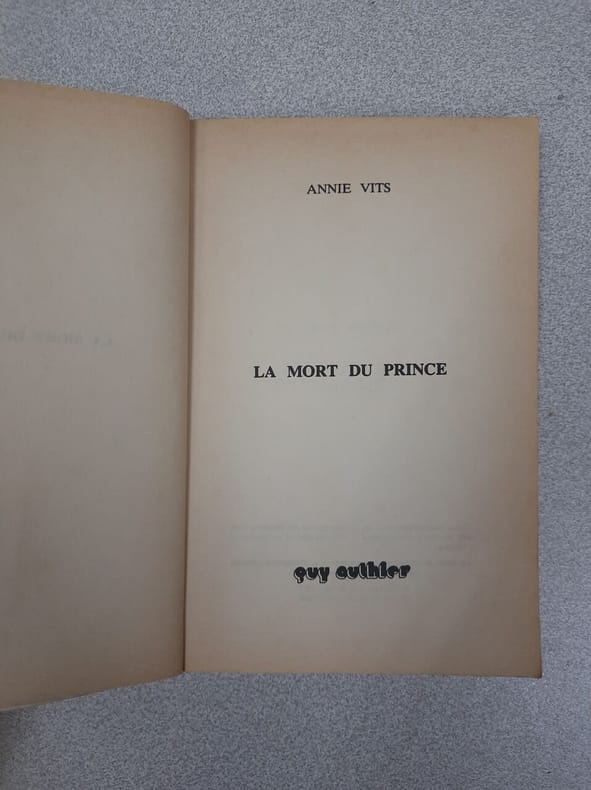 ANNIE VITS
LA MORT DU PRINCE
guy authier